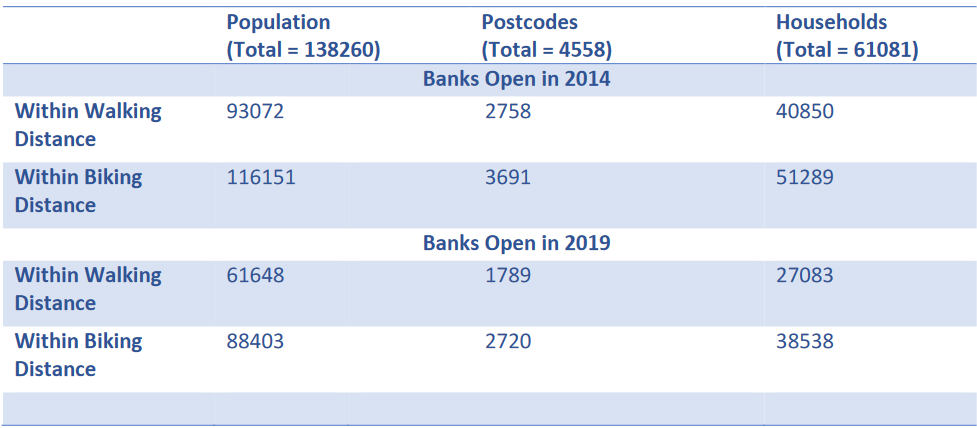 Population Postcodes Households
(Total = 138260) (Total = 4558) (Total = 61081)
Banks Open in 2014
Within Walking 93072 2758 40850
Distance
Within Biking 116151 3691 51289
Distance
Banks Open in 2019
Within Walking 61648 1789 27083
Distance
Within Biking 88403 2720 38538
Distance